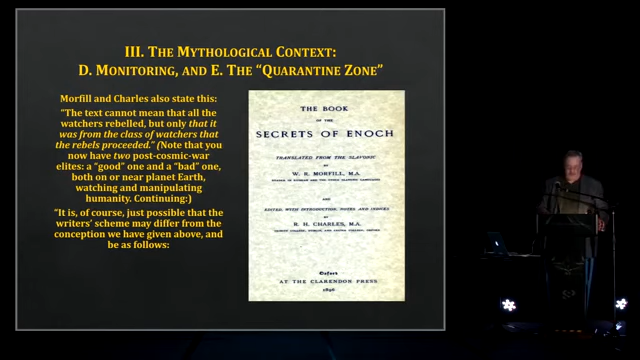 III. THE MYTHOLOGICAL CONTEXT:
D. MONITORING, AND E. THE “QUARANTINE ZONE”
Morfill and Charles also state this:
“The text cannot mean that all the
watchers rebelled, but only that it
was from the class of watchers that
the rebels proceeded.” (Note that you
now have two post-cosmic-war
elites: a “good” one and a “bad” one,
both on or near planet Earth,
watching and manipulating
humanity. Continuing:)
“It is, of course, just possible that the
writers’ scheme may differ from the
conception we have given above, and
be as follows:
THE BOOK
OF THE
SECRETS OF ENOCH
TRANSLATED FROM THE SLAVONIC
BY
W. R. MORFILL, M.A.
AND
EDITED, WITH INTRODUCTION, NOTES AND INDICES
BY
R. H. CHARLES, M.A.
Oxford
AT THE CLARENDON PRESS
1896